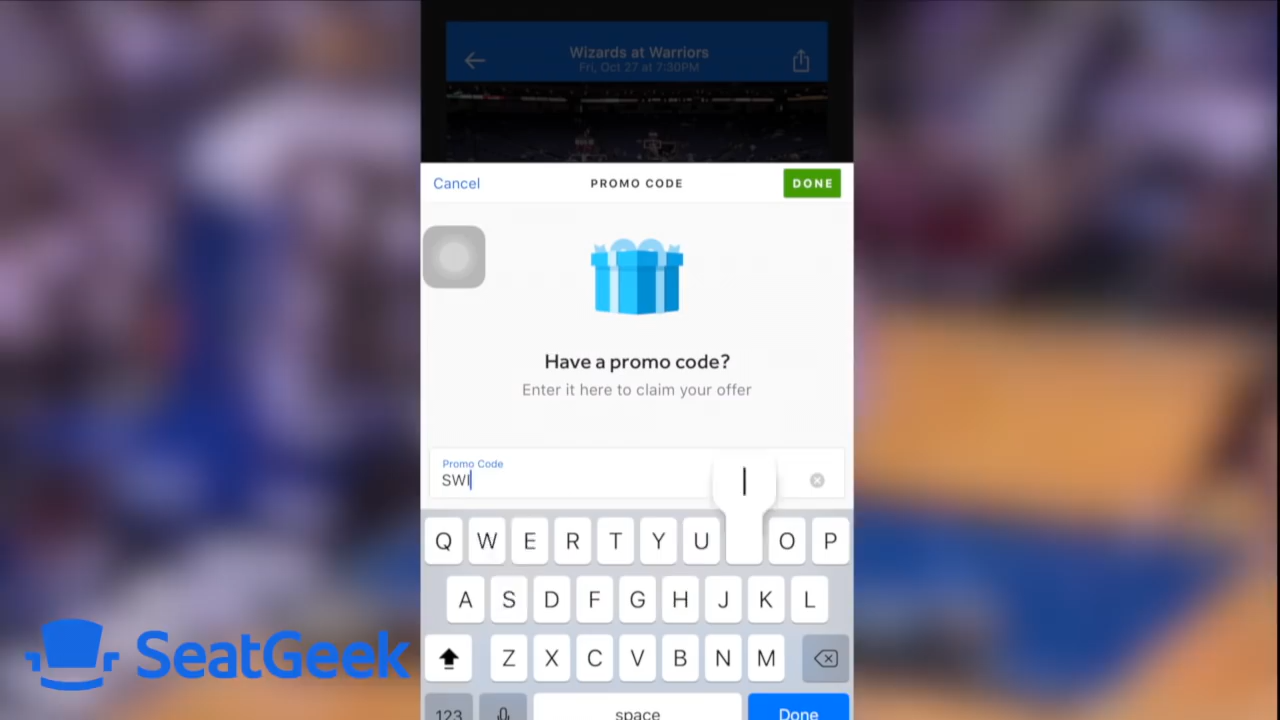 Wizards at Warriors
Fri, Oct 27 at 7:30PM
Cancel
PROMO CODE
DONE
Have a promo code?
Enter it here to claim your offer
Promo Code
SWI
I
Q W E R T Y U O P
A S D F G H J K L
Z X C V B N M
123
space
Done
SeatGeek